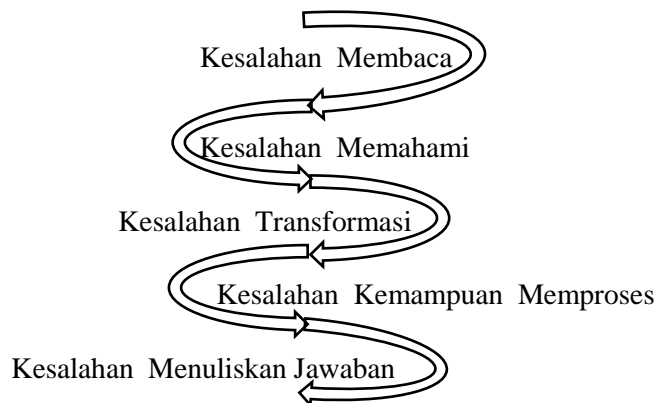 Kesalahan Membaca
Kesalahan Memahami
Kesalahan Transformasi
Kesalahan Kemampuan Memproses
Kesalahan Menuliskan Jawaban